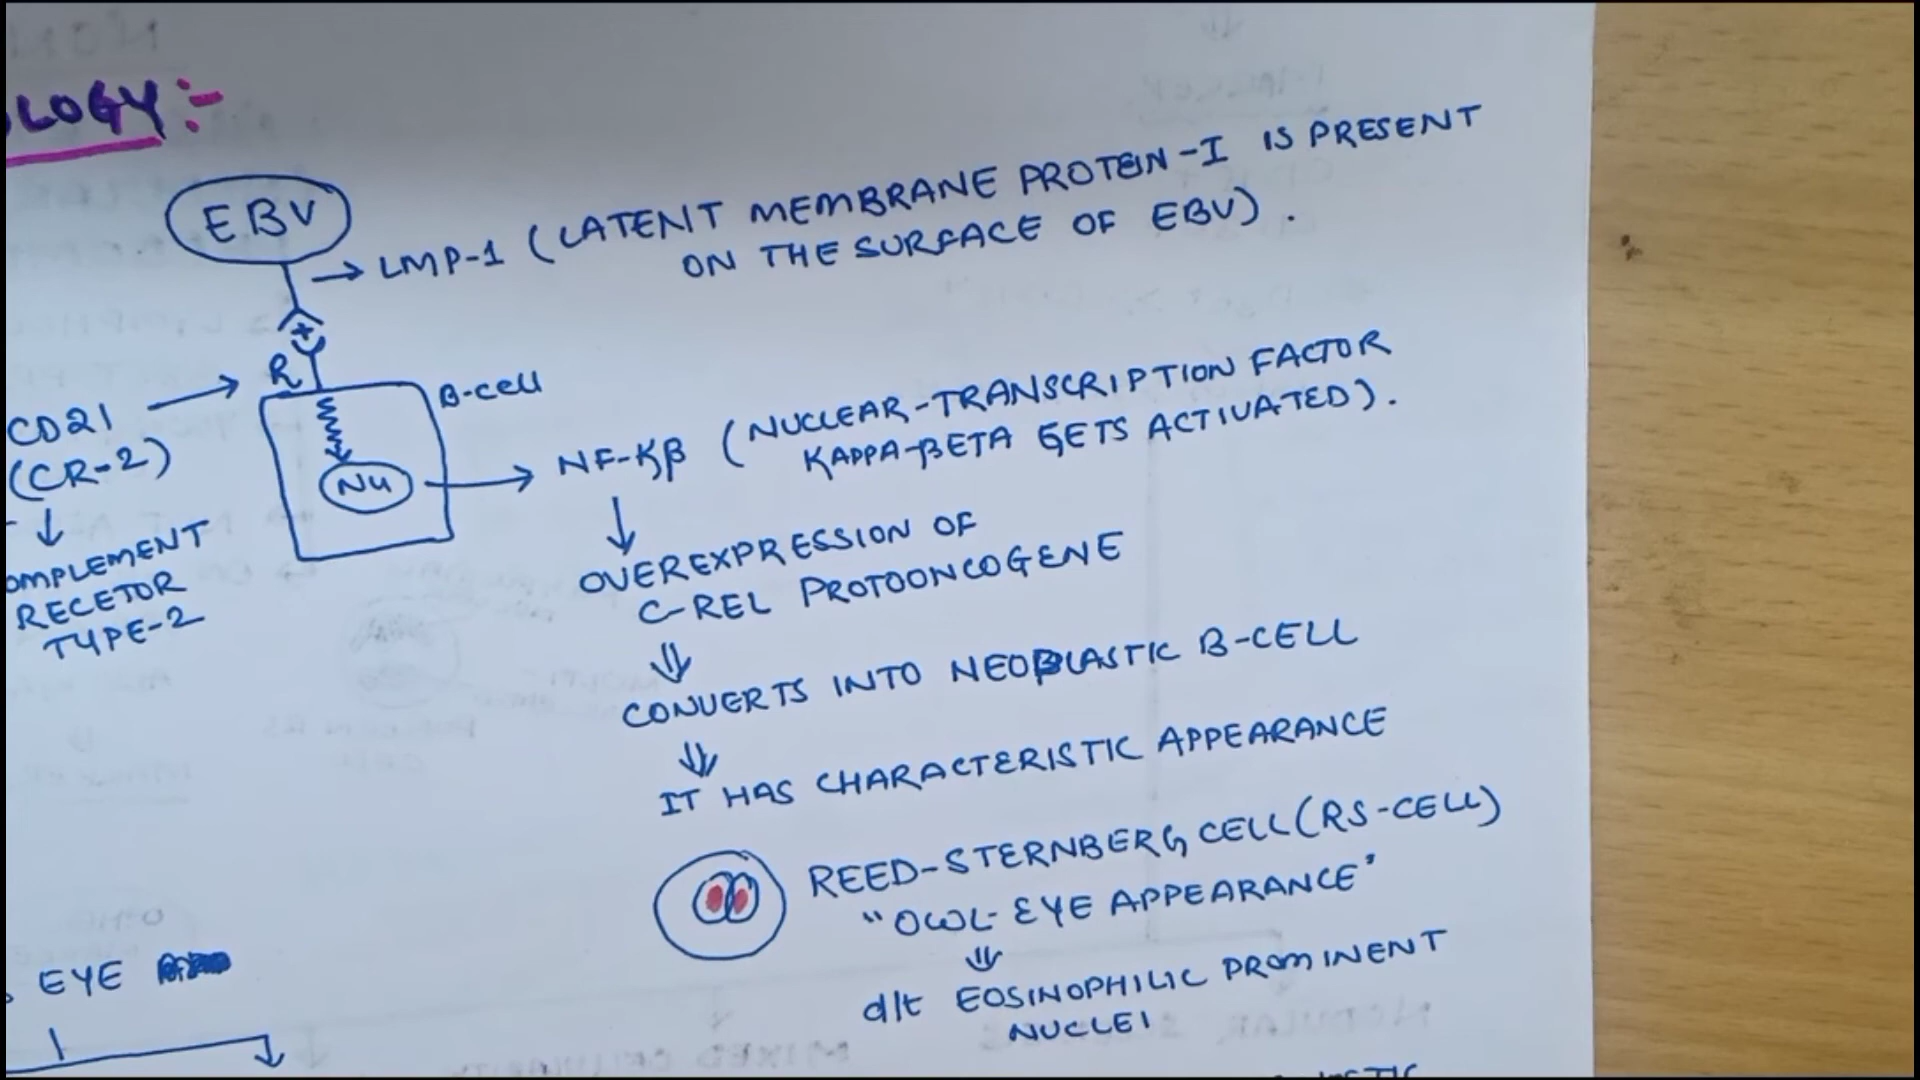 OLOGY:-
EBV
→ LMP-1 (LATENT MEMBRANE PROTEIN-I IS PRESENT
ON THE SURFACE OF EBV).
R
B-cell
CD21
(CR-2)
↓
OMPLEMENT
RECETOR
TYPE-2
Nu
→ NF-Kβ (NUCLEAR-TRANSCRIPTION FACTOR
KAPPA-BETA GETS ACTIVATED).
↓
OVEREXPRESSION OF
C-REL PROTOONCOGENE
⇓
CONVERTS INTO NEOPLASTIC B-CELL
⇓
IT HAS CHARACTERISTIC APPEARANCE
REED-STERNBERG CELL (RS-CELL)
"OWL-EYE APPEARANCE"
⇓
d/t EOSINOPHILIC PROMINENT
NUCLEI
EYE